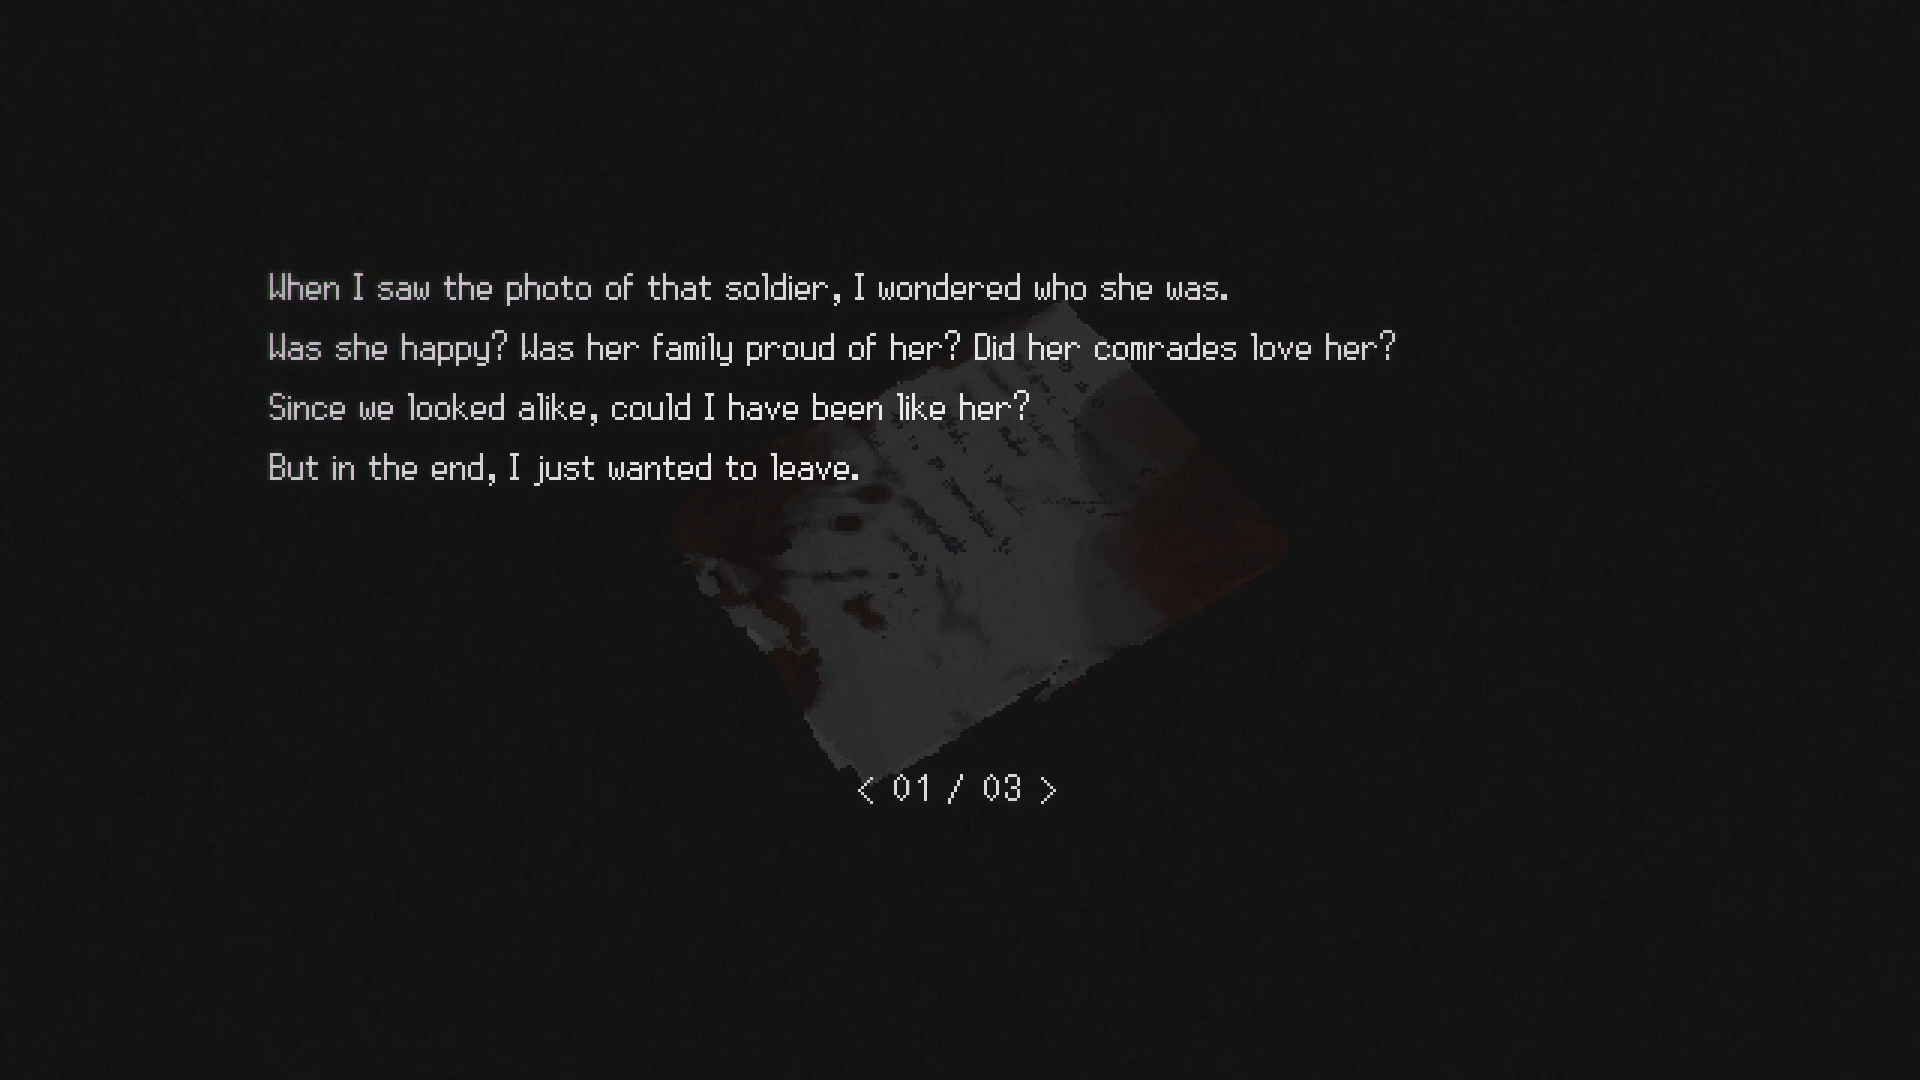 When I saw the photo of that soldier, I wondered who she was.
Was she happy? Was her family proud of her? Did her comrades love her?
Since we looked alike, could I have been like her?
But in the end, I just wanted to leave.
< 01 / 03 >